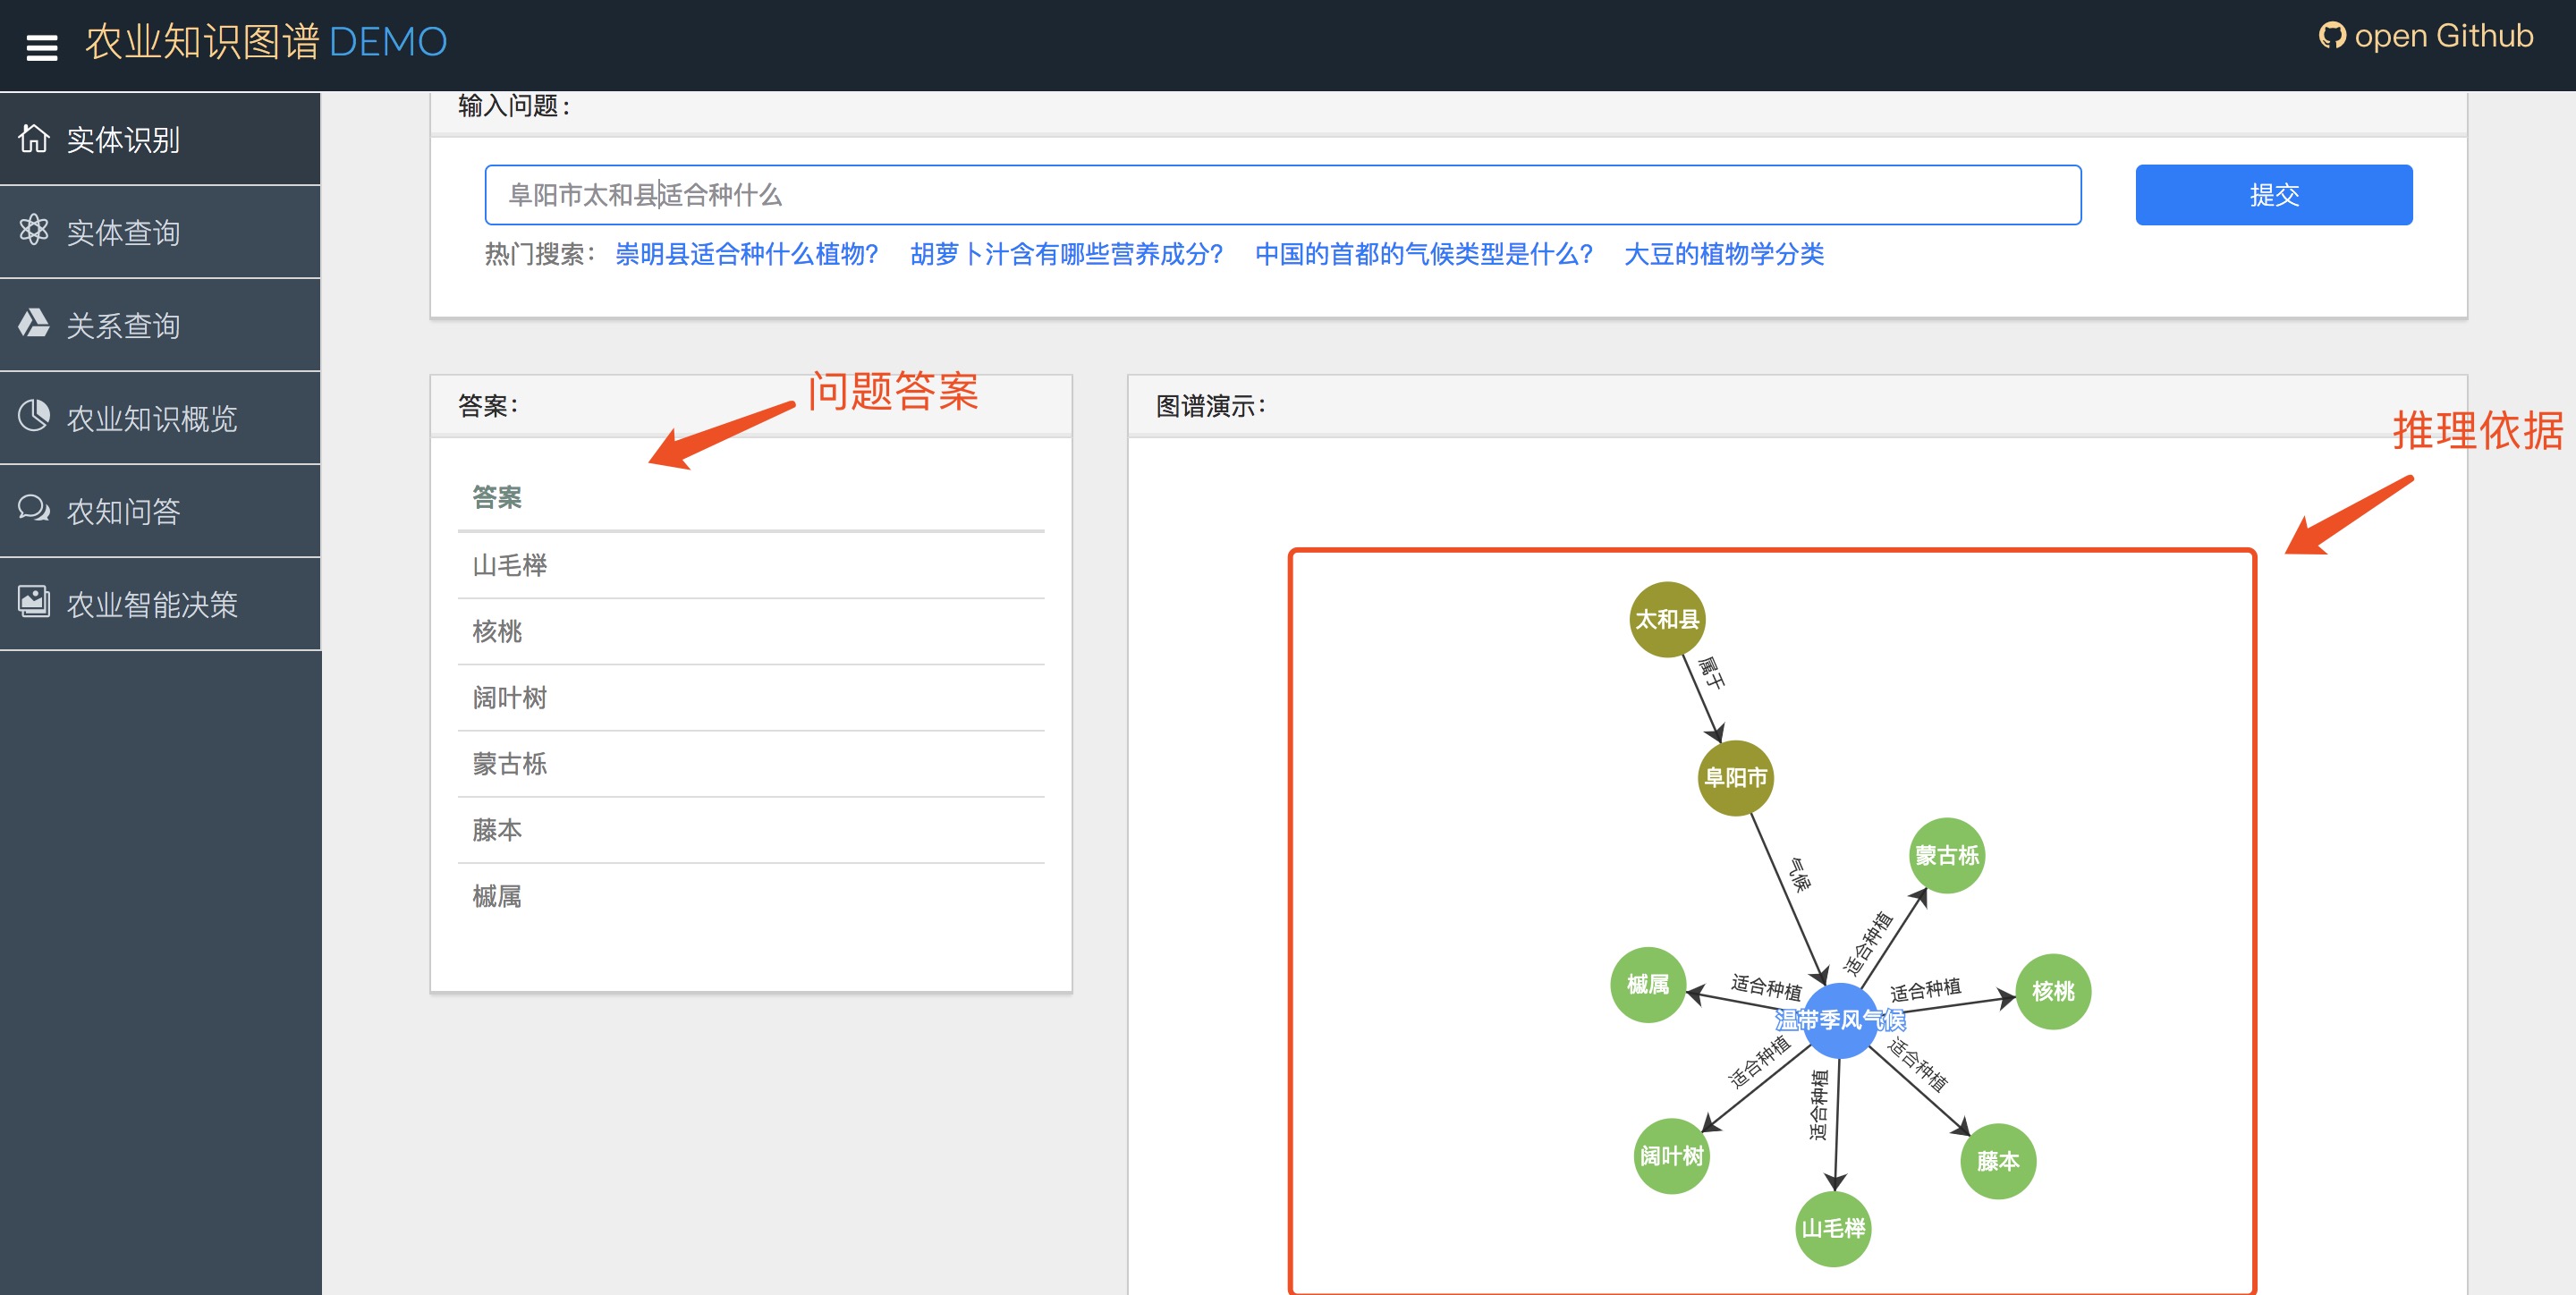 农业知识图谱 DEMO
open Github
实体识别
实体查询
关系查询
农业知识概览
农知问答
农业智能决策
输入问题：
阜阳市太和县适合种什么
提交
热门搜索： 崇明县适合种什么植物? 胡萝卜汁含有哪些营养成分? 中国的首都的气候类型是什么? 大豆的植物学分类
答案：
问题答案
答案
山毛榉
核桃
阔叶树
蒙古栎
藤本
槭属
图谱演示：
推理依据
太和县
属于
阜阳市
气候
蒙古栎
适合种植
槭属
适合种植
适合种植
核桃
温带季风气候
适合种植
适合种植
适合种植
阔叶树
藤本
山毛榉